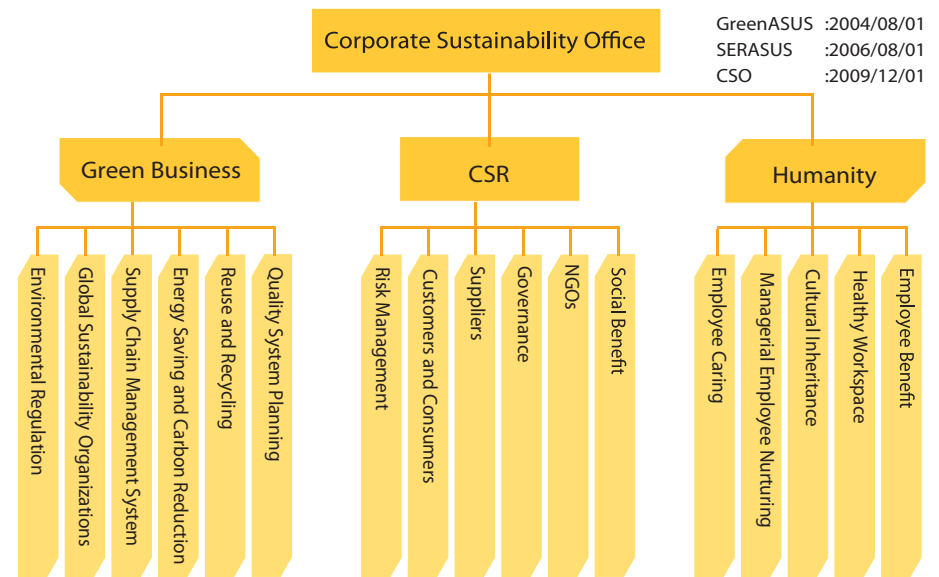 Corporate Sustainability Office
GreenASUS :2004/08/01
SERASUS :2006/08/01
CSO :2009/12/01
Green Business
CSR
Humanity
Environmental Regulation
Global Sustainability Organizations
Supply Chain Management System
Energy Saving and Carbon Reduction
Reuse and Recycling
Quality System Planning
Risk Management
Customers and Consumers
Suppliers
Governance
NGOs
Social Benefit
Employee Caring
Managerial Employee Nurturing
Cultural Inheritance
Healthy Workspace
Employee Benefit